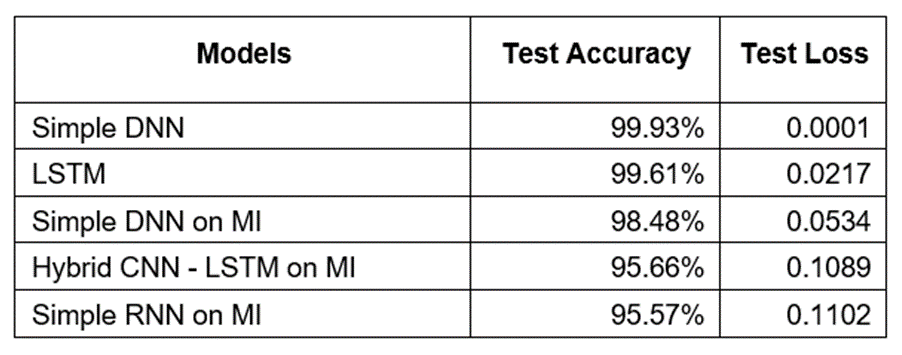 Models Test Accuracy Test Loss
Simple DNN 99.93% 0.0001
LSTM 99.61% 0.0217
Simple DNN on MI 98.48% 0.0534
Hybrid CNN - LSTM on MI 95.66% 0.1089
Simple RNN on MI 95.57% 0.1102